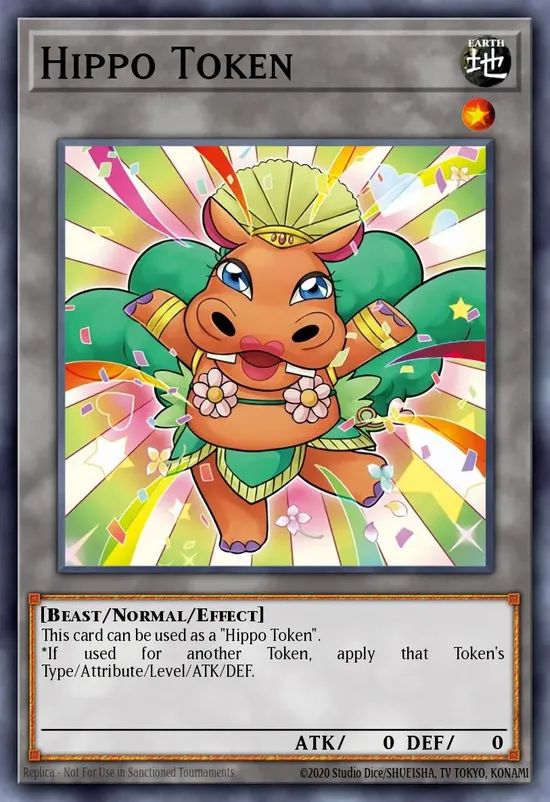 HIPPO TOKEN
EARTH
地
[BEAST/NORMAL/EFFECT]
This card can be used as a "Hippo Token".
*If used for another Token, apply that Token's
Type/Attribute/Level/ATK/DEF.
ATK/ 0 DEF/ 0
Replica - Not For Use in Sanctioned Tournaments
©2020 Studio Dice/SHUEISHA, TV TOKYO, KONAMI